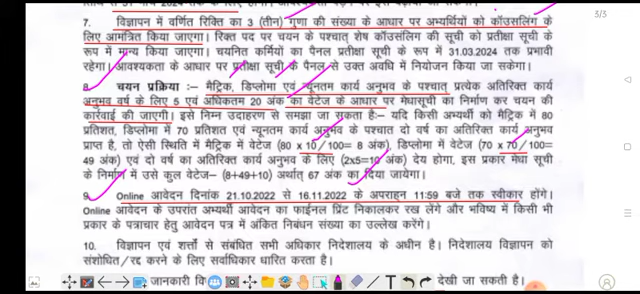 5/5
7. विज्ञापन में वर्णित रिक्ति का 3 (तीन) गुणा की संख्या के आधार पर अभ्यर्थियों को कॉउसलिंग के
लिए आमंत्रित किया जाएगा। रिक्त पद पर चयन के पश्चात् शेष कॉउसलिंग की सूची को प्रतीक्षा सूची के
रूप में मान्य किया जाएगा। चयनित कर्मियों का पैनल प्रतीक्षा सूची के रूप में 31.03.2024 तक प्रभावी
रहेगा। आवश्यकता के आधार पर प्रतीक्षा सूची के पैनल से उक्त अवधि में नियोजन किया जा सकेगा।
8. चयन प्रक्रिया:- मैट्रिक, डिप्लोमा एवं न्यूनतम कार्य अनुभव के पश्चात् प्रत्येक अतिरिक्त कार्य
अनुभव वर्ष के लिए 5 एवं अधिकतम 20 अंक का वेटेज के आधार पर मेधासूची का निर्माण कर चयन की
कार्रवाई की जाएगी। इसे निम्न उदाहरण से समझा जा सकता है:- यदि किसी अभ्यर्थी को मैट्रिक में 80
प्रतिशत, डिप्लोमा में 70 प्रतिशत एवं न्यूनतम कार्य अनुभव के पश्चात दो वर्ष का अतिरिक्त कार्य अनुभव
प्राप्त है, तो ऐसी स्थिति में मैट्रिक में वेटेज (80 x 10/100= 8 अंक), डिप्लोमा में वेटेज (70 x 70/100=
49 अंक) एवं दो वर्ष का अतिरिक्त कार्य अनुभव के लिए (2x5=10 अंक) देय होगा, इस प्रकार मेधा सूची
के निर्माण में उसे कुल वेटेज- (8+49+10) अर्थात् 67 अंक का दिया जायेगा।
9. Online आवेदन दिनांक 21.10.2022 से 16.11.2022 के अपराहन 11:59 बजे तक स्वीकार होंगे।
Online आवेदन के उपरांत अभ्यर्थी आवेदन का फाईनल प्रिंट निकालकर रख लेंगे और भविष्य में किसी भी
प्रकार के पत्राचार हेतु आवेदन पत्र में अंकित निबंधन संख्या का उल्लेख करेंगे।
10. विज्ञापन एवं शर्त्तों से संबंधित सभी अधिकार निदेशालय के अधीन है। निदेशालय विज्ञापन को
संशोधित/रद्द करने के लिए सर्वाधिकार धारित करता है।
जानकारी वि देखी जा सकती है।